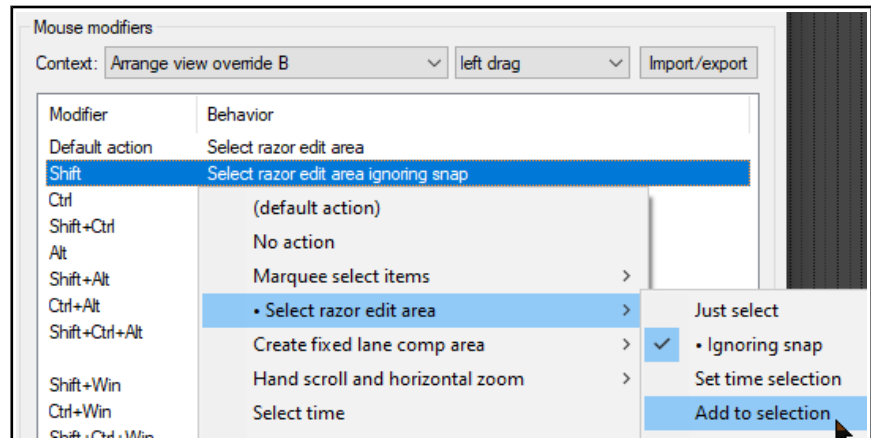 Mouse modifiers
Context: Arrange view override B left drag Import/export
Modifier Behavior
Default action Select razor edit area
Shift Select razor edit area ignoring snap
Ctrl
(default action)
Shift+Ctrl
No action
Alt
Shift+Alt
Marquee select items
Ctrl+Alt
• Select razor edit area
Just select
Shift+Ctrl+Alt
Create fixed lane comp area
• Ignoring snap
Shift+Win
Hand scroll and horizontal zoom
Set time selection
Ctrl+Win
Select time
Add to selection
Shift+Ctrl+Win